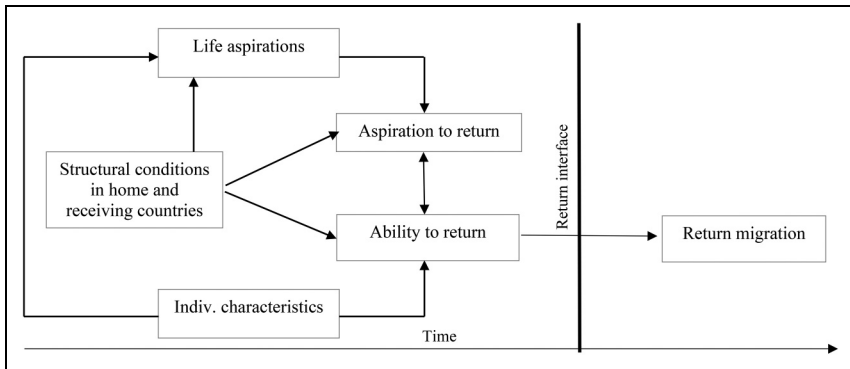 Life aspirations
Aspiration to return
Structural conditions
in home and
receiving countries
Ability to return
Return interface
Return migration
Indiv. characteristics
Time